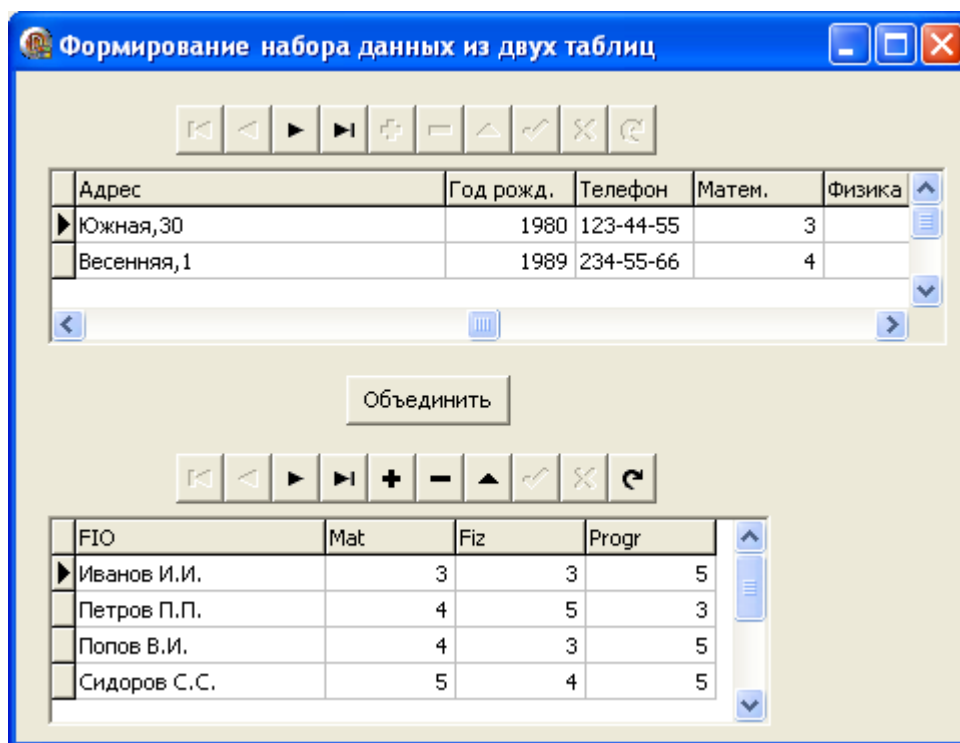 Формирование набора данных из двух таблиц
Адрес Год рожд. Телефон Матем. Физика
Южная,30 1980 123-44-55 3
Весенняя,1 1989 234-55-66 4
Объединить
FIO Mat Fiz Progr
Иванов И.И. 3 3 5
Петров П.П. 4 5 3
Попов В.И. 4 3 5
Сидоров С.С. 5 4 5